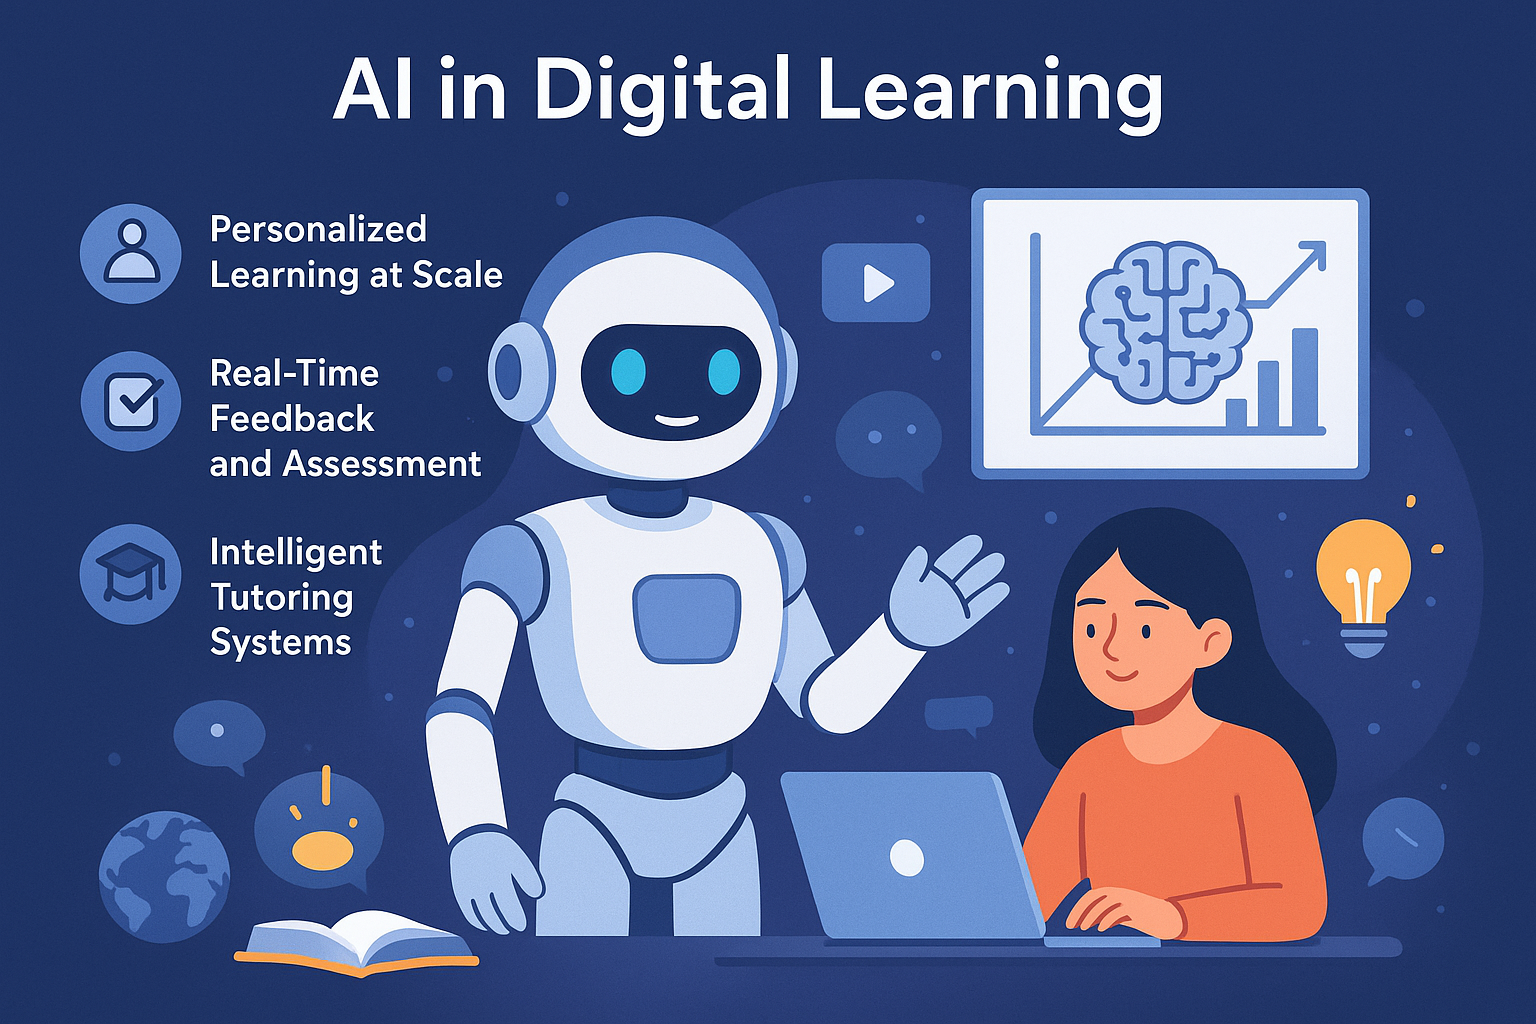 AI in Digital Learning
Personalized
Learning at Scale
Real-Time
Feedback
and Assessment
Intelligent
Tutoring
Systems